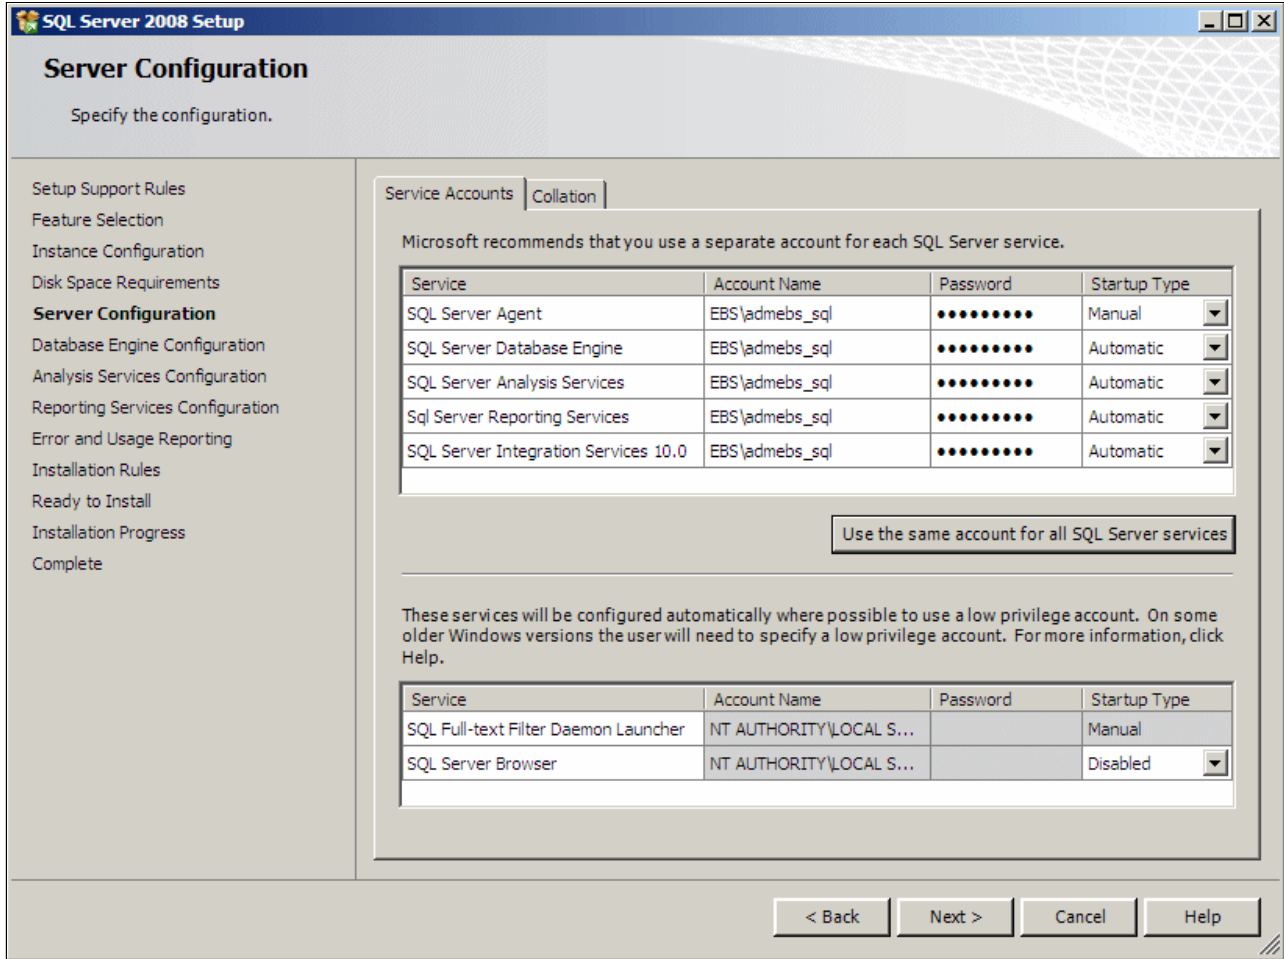 SQL Server 2008 Setup
Server Configuration
Specify the configuration.
Setup Support Rules
Feature Selection
Instance Configuration
Disk Space Requirements
Server Configuration
Database Engine Configuration
Analysis Services Configuration
Reporting Services Configuration
Error and Usage Reporting
Installation Rules
Ready to Install
Installation Progress
Complete
Service Accounts Collation
Microsoft recommends that you use a separate account for each SQL Server service.
Service Account Name Password Startup Type
SQL Server Agent EBS\admebs_sql ●●●●●●●●● Manual
SQL Server Database Engine EBS\admebs_sql ●●●●●●●●● Automatic
SQL Server Analysis Services EBS\admebs_sql ●●●●●●●●● Automatic
Sql Server Reporting Services EBS\admebs_sql ●●●●●●●●● Automatic
SQL Server Integration Services 10.0 EBS\admebs_sql ●●●●●●●●● Automatic
Use the same account for all SQL Server services
These services will be configured automatically where possible to use a low privilege account. On some
older Windows versions the user will need to specify a low privilege account. For more information, click
Help.
Service Account Name Password Startup Type
SQL Full-text Filter Daemon Launcher NT AUTHORITY\LOCAL S... Manual
SQL Server Browser NT AUTHORITY\LOCAL S... Disabled
< Back Next > Cancel Help